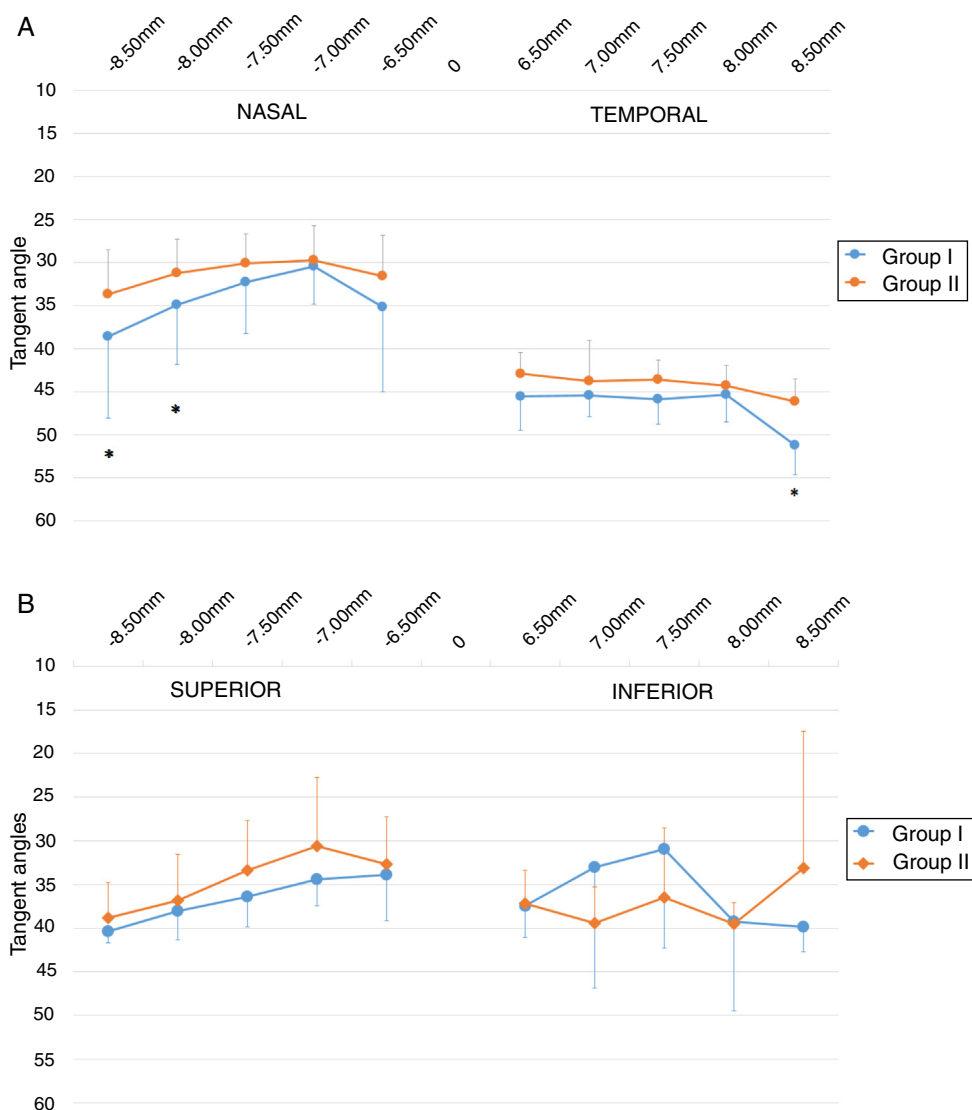 A
-8.50mm -8.00mm -7.50mm -7.00mm -6.50mm 0 6.50mm 7.00mm 7.50mm 8.00mm 8.50mm
10
NASAL TEMPORAL
15
20
25
30
35
40
45
50
55
60
Tangent angle
Group I
Group II
*
*
*
B
-8.50mm -8.00mm -7.50mm -7.00mm -6.50mm 0 6.50mm 7.00mm 7.50mm 8.00mm 8.50mm
10
SUPERIOR INFERIOR
15
20
25
30
35
40
45
50
55
60
Tangent angles
Group I
Group II